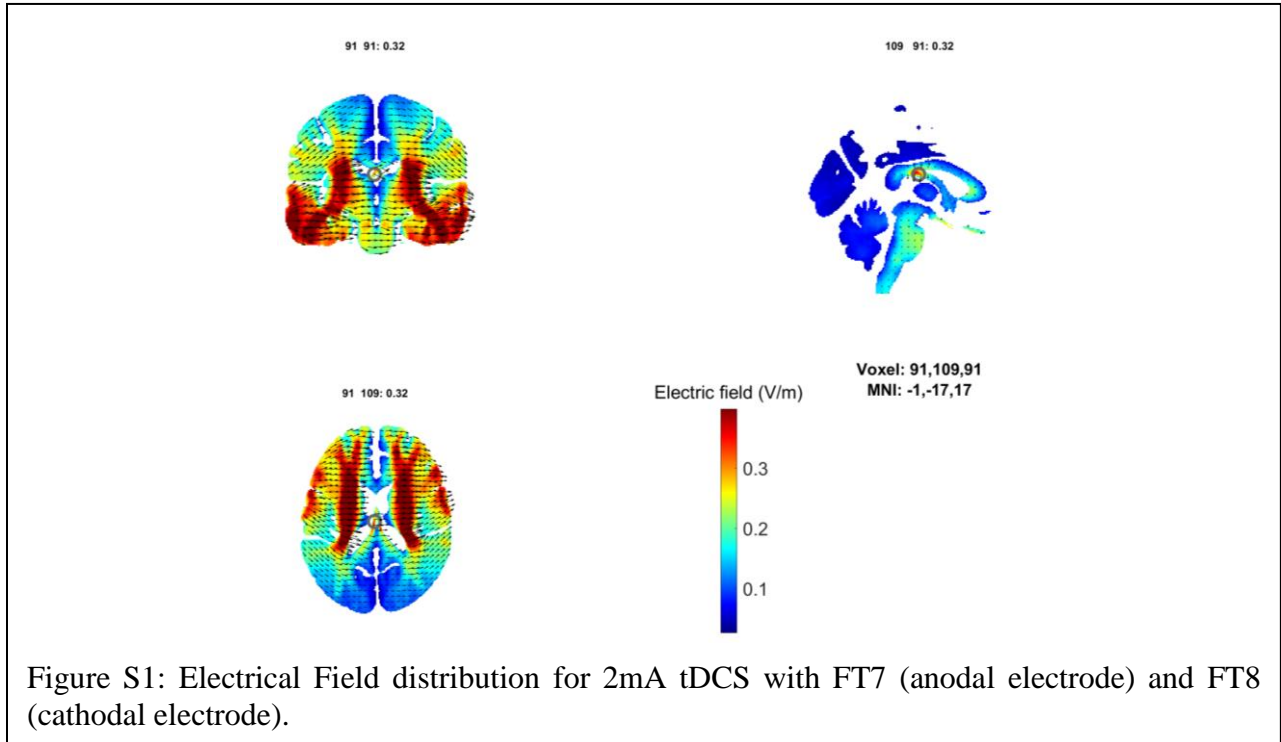 91 91: 0.32
109 91: 0.32
91 109: 0.32
Electric field (V/m)
0.3
0.2
0.1
Voxel: 91,109,91
MNI: -1,-17,17
Figure S1: Electrical Field distribution for 2mA tDCS with FT7 (anodal electrode) and FT8
(cathodal electrode).